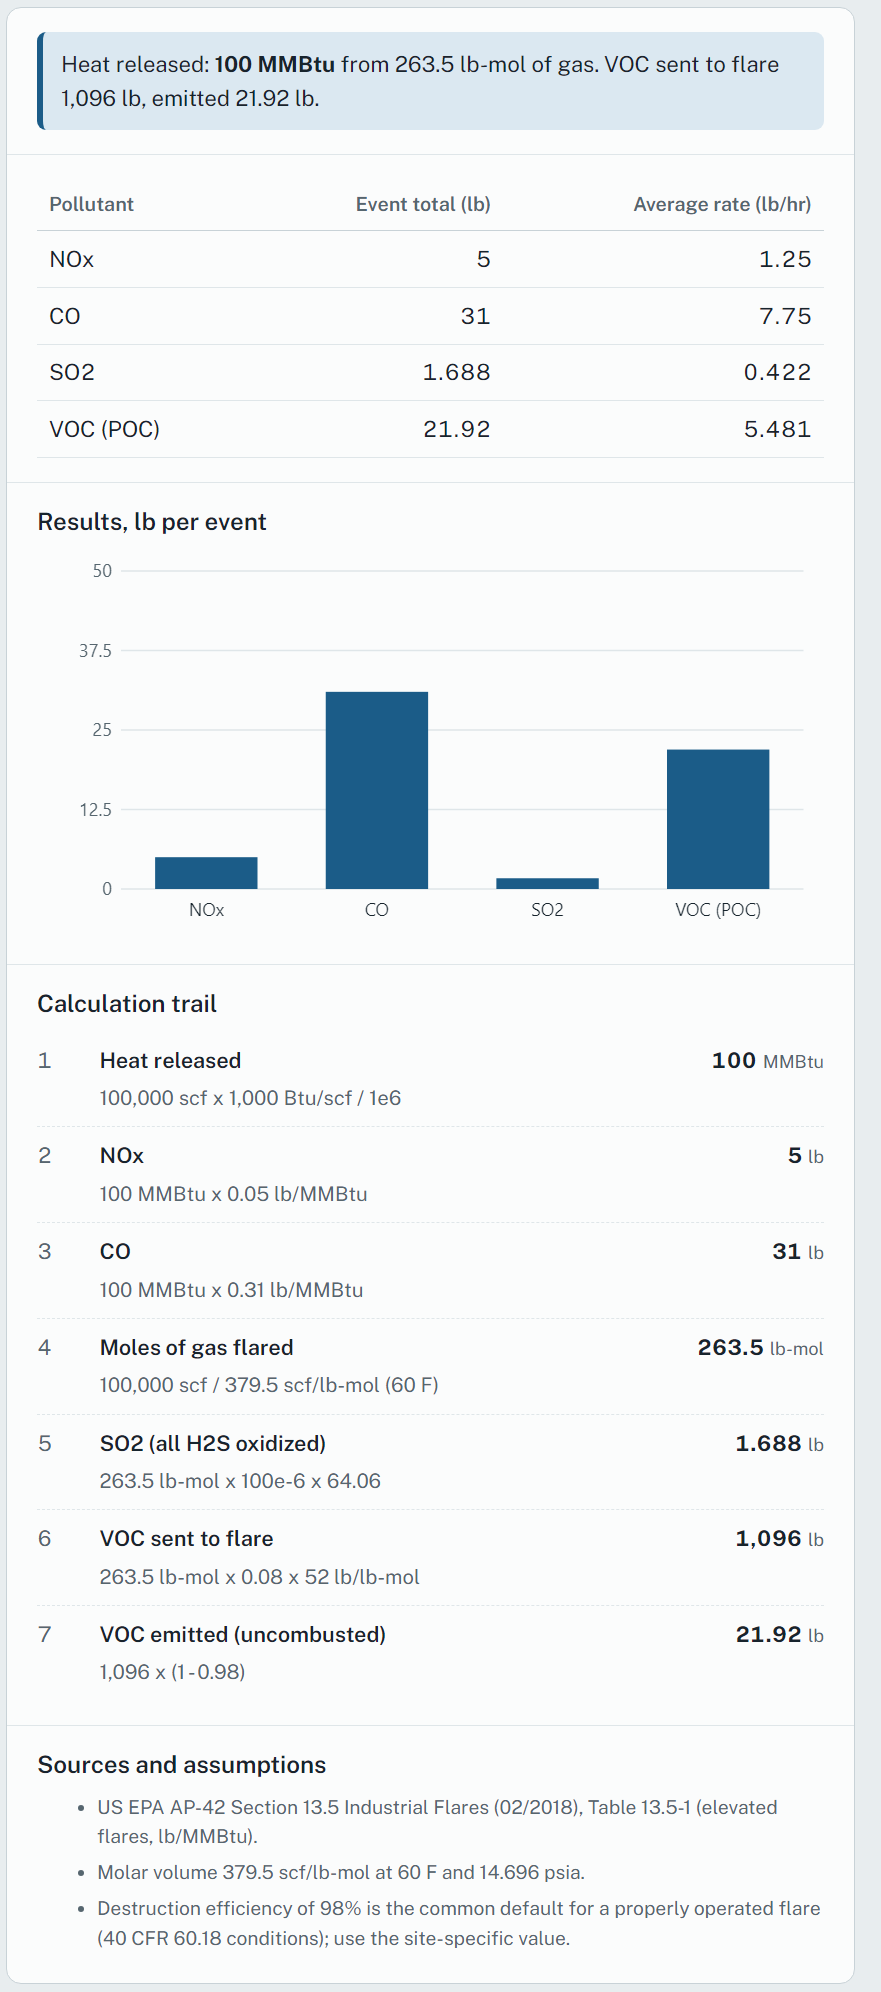 Heat released: 100 MMBtu from 263.5 lb-mol of gas. VOC sent to flare
1,096 lb, emitted 21.92 lb.
Pollutant Event total (lb) Average rate (lb/hr)
NOx 5 1.25
CO 31 7.75
SO2 1.688 0.422
VOC (POC) 21.92 5.481
Results, lb per event
50
37.5
25
12.5
0
NOx CO SO2 VOC (POC)
Calculation trail
1 Heat released 100 MMBtu
100,000 scf x 1,000 Btu/scf / 1e6
2 NOx 5 lb
100 MMBtu x 0.05 lb/MMBtu
3 CO 31 lb
100 MMBtu x 0.31 lb/MMBtu
4 Moles of gas flared 263.5 lb-mol
100,000 scf / 379.5 scf/lb-mol (60 F)
5 SO2 (all H2S oxidized) 1.688 lb
263.5 lb-mol x 100e-6 x 64.06
6 VOC sent to flare 1,096 lb
263.5 lb-mol x 0.08 x 52 lb/lb-mol
7 VOC emitted (uncombusted) 21.92 lb
1,096 x (1 - 0.98)
Sources and assumptions
• US EPA AP-42 Section 13.5 Industrial Flares (02/2018), Table 13.5-1 (elevated
flares, lb/MMBtu).
• Molar volume 379.5 scf/lb-mol at 60 F and 14.696 psia.
• Destruction efficiency of 98% is the common default for a properly operated flare
(40 CFR 60.18 conditions); use the site-specific value.